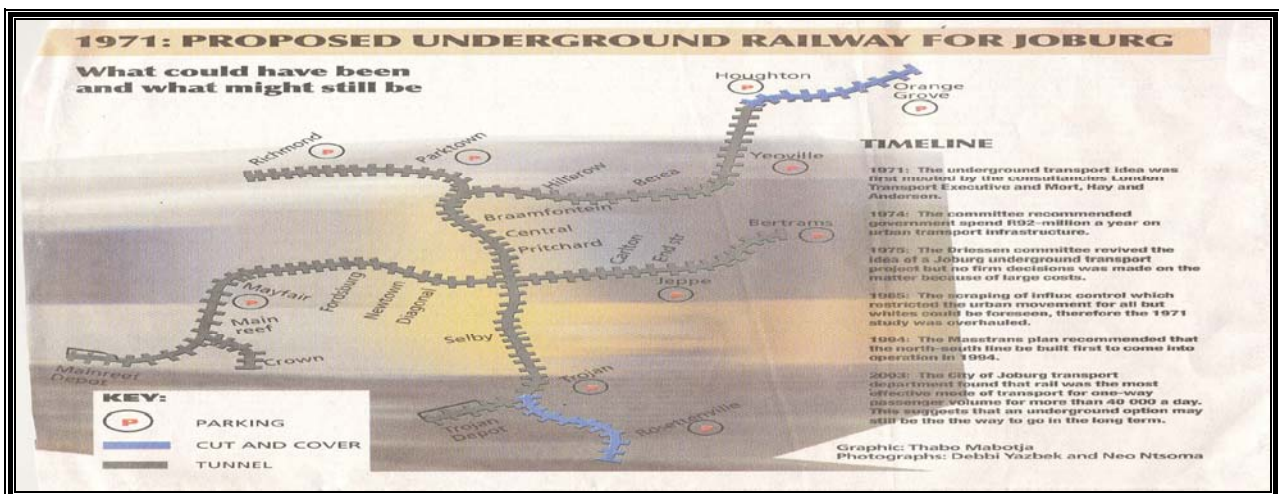 1971: PROPOSED UNDERGROUND RAILWAY FOR JOBURG
What could have been
and what might still be
Houghton
P
Orange
Grove
P
Richmond
P
Parktown
P
Hilferow
Berea
Yeoville
P
Braamfontein
Central
Pritchard
Carlton
End str
Bertrams
P
Mayfair
P
Fordsburg
Newtown
Diagonal
Jeppe
P
Main
reef
Crown
Selby
Mainreef
Depot
Trojan
P
Trojan
Depot
Rosettenville
P
KEY:
P PARKING
CUT AND COVER
TUNNEL
TIMELINE
1971: The underground transport idea was
first mooted by the consultancies London
Transport Executive and Mort, Hay and
Anderson.
1974: The committee recommended
government spend R92-million a year on
urban transport infrastructure.
1975: The Driessen committee revived the
idea of a Joburg underground transport
project but no firm decisions was made on the
matter because of large costs.
1985: The scraping of influx control which
restricted the urban movement for all but
whites could be foreseen, therefore the 1971
study was overhauled.
1994: The Masstrans plan recommended that
the north-south line be built first to come into
operation in 1994.
2003: The City of Joburg transport
department found that rail was the most
effective mode of transport for one-way
passenger volume for more than 40 000 a day.
This suggests that an underground option may
still be the the way to go in the long term.
Graphic: Thabo Mabotja
Photographs: Debbi Yazbek and Neo Ntsoma